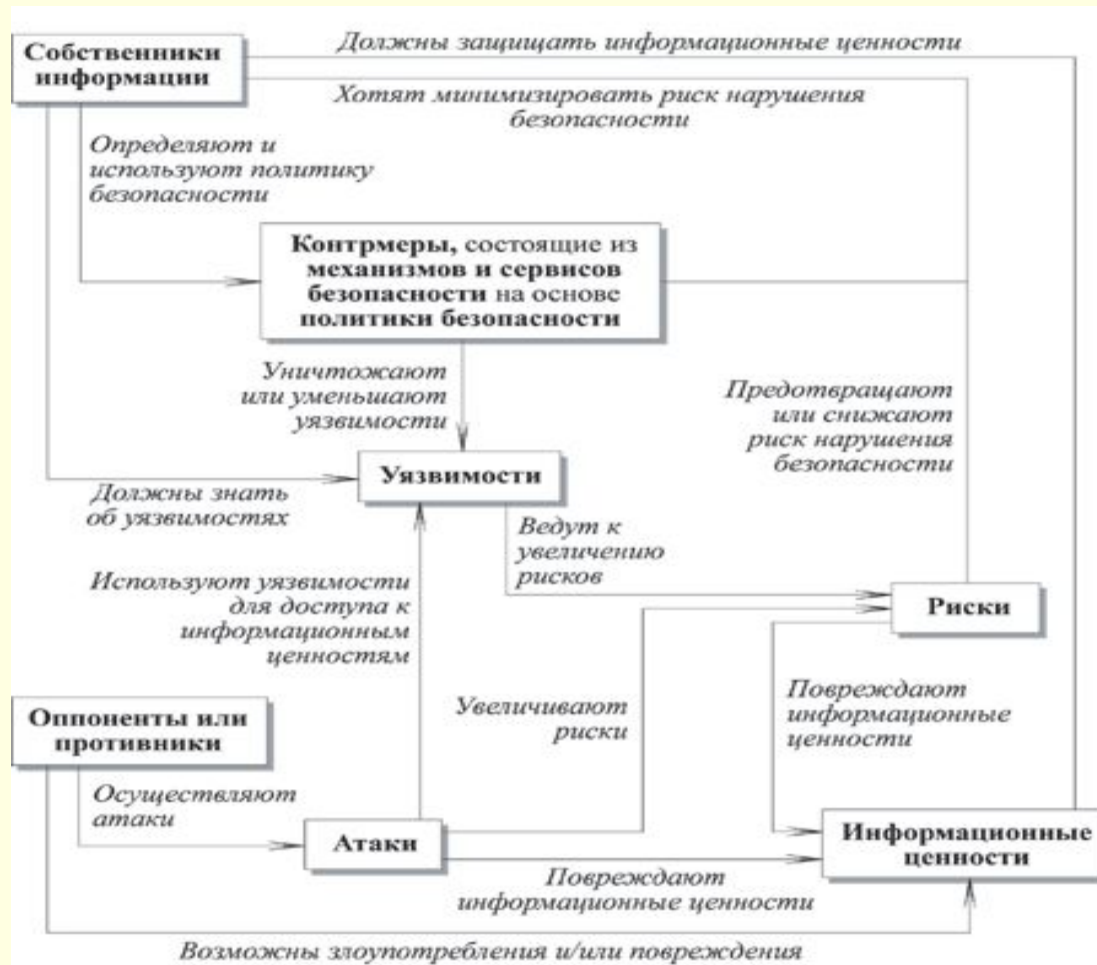 Собственники
информации
Должны защищать информационные ценности
Хотят минимизировать риск нарушения
безопасности
Определяют и
используют политику
безопасности
Контрмеры, состоящие из
механизмов и сервисов
безопасности на основе
политики безопасности
Уничтожают
или уменьшают
уязвимости
Предотвращают
или снижают
риск нарушения
безопасности
Уязвимости
Должны знать
об уязвимостях
Ведут к
увеличению
рисков
Используют уязвимости
для доступа к
информационным
ценностям
Риски
Оппоненты или
противники
Увеличивают
риски
Повреждают
информационные
ценности
Осуществляют
атаки
Атаки
Информационные
ценности
Повреждают
информационные ценности
Возможны злоупотребления и/или повреждения